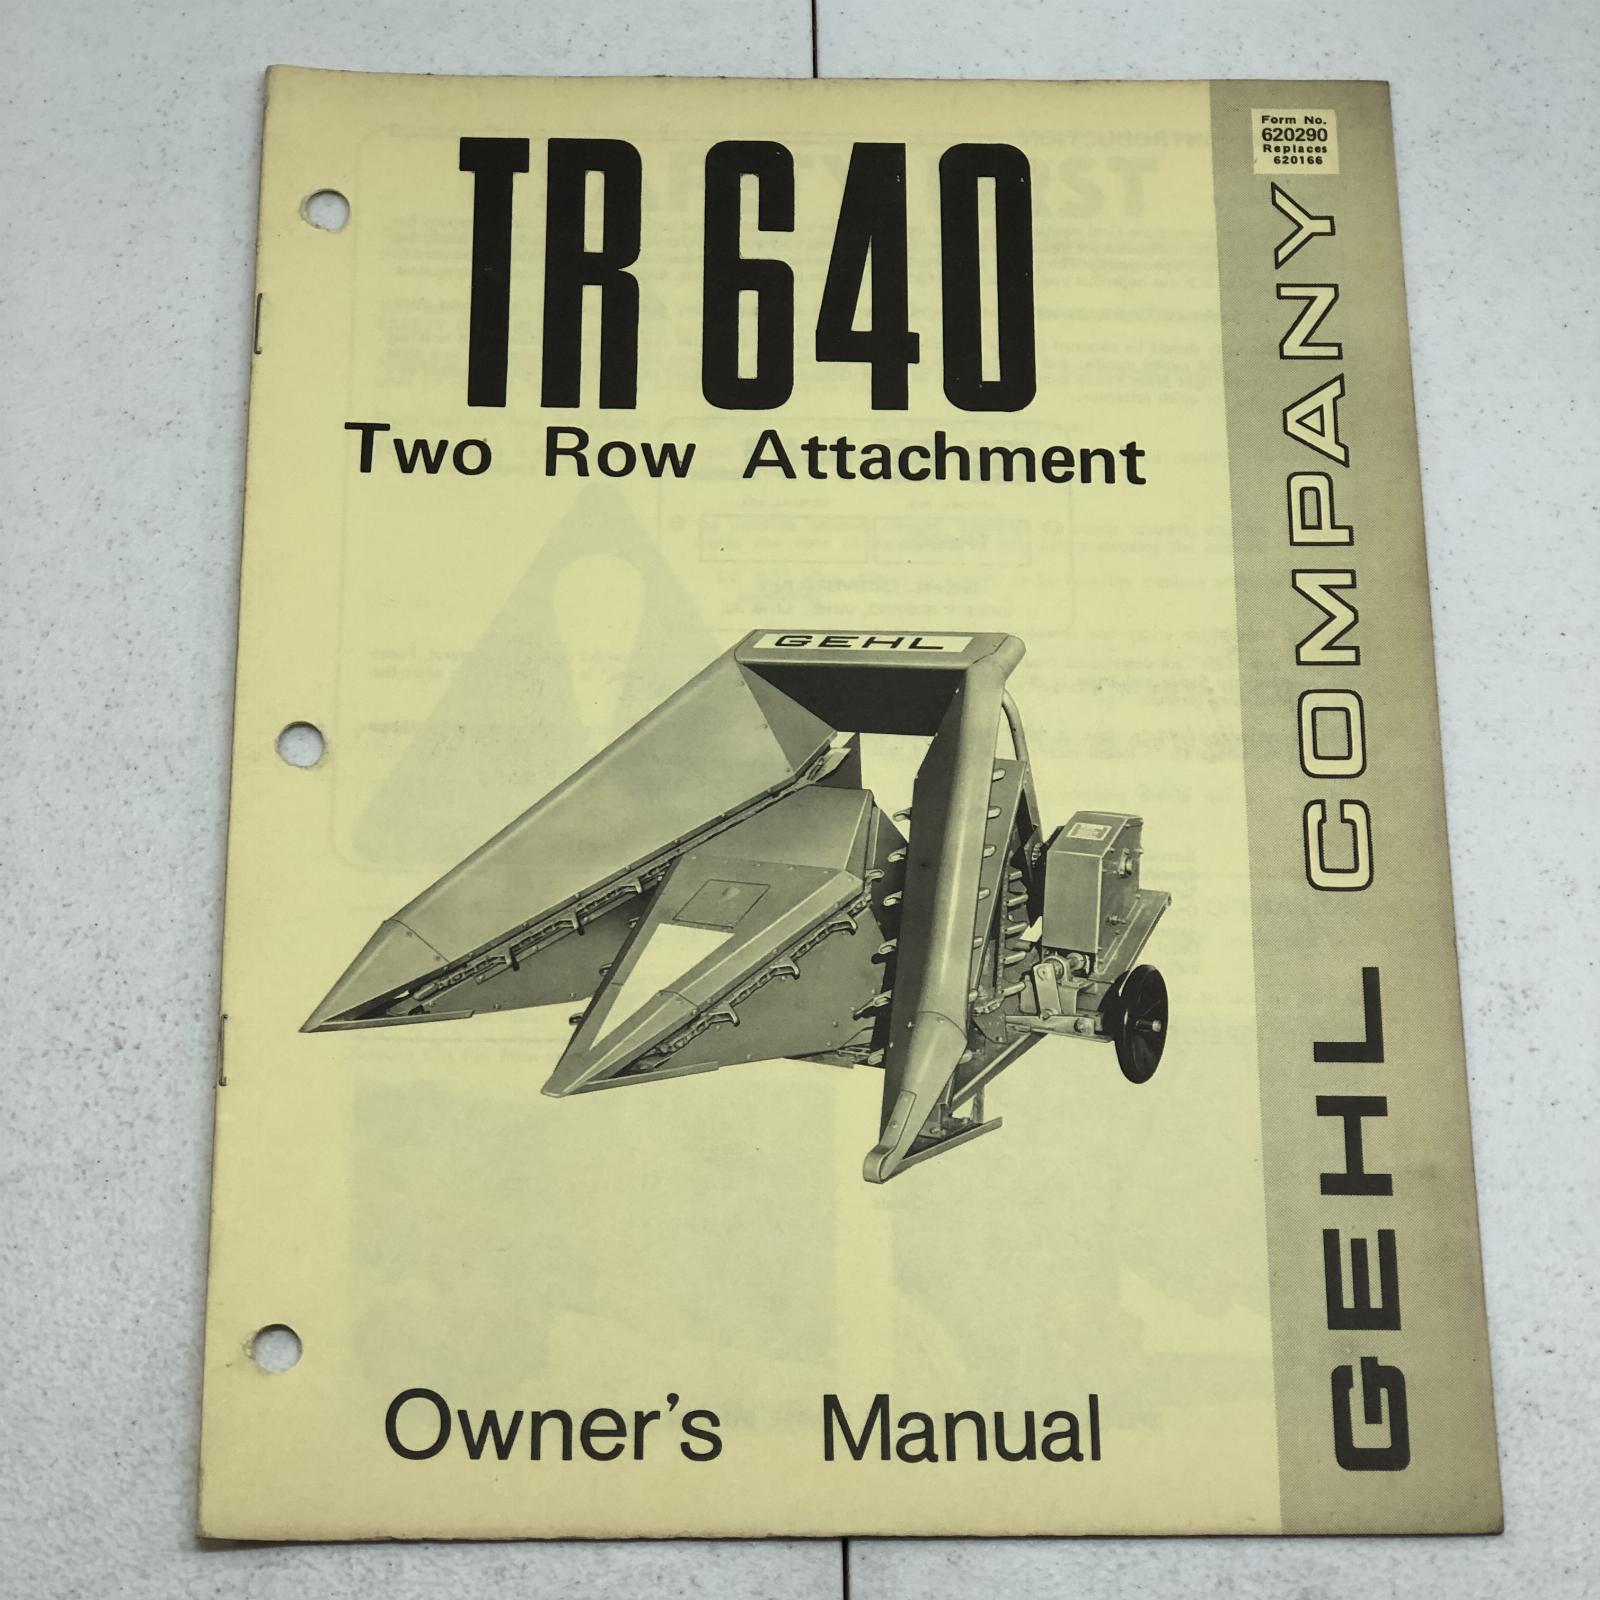 Form No.
620290
Replaces
620166
TR 640
Two Row Attachment
GEHL
Owner's Manual
GEHL COMPANY